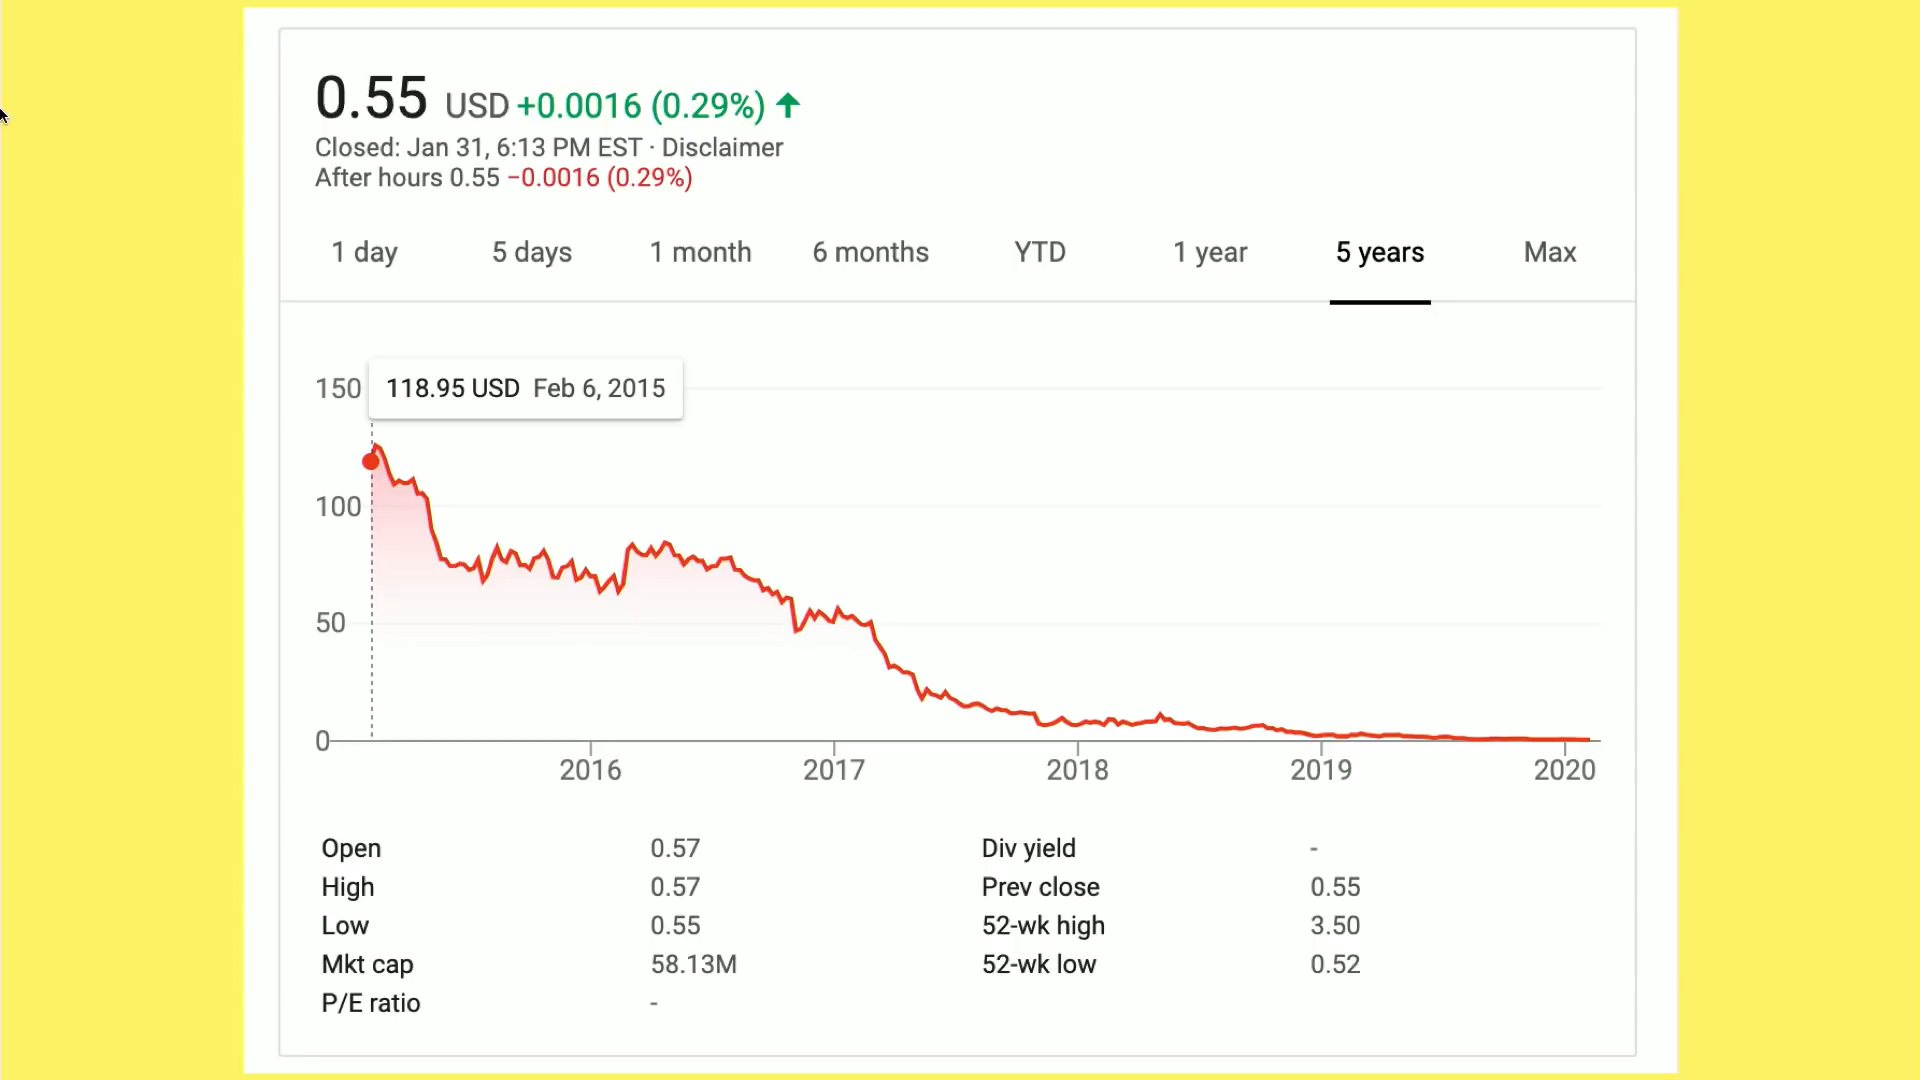 0.55 USD +0.0016 (0.29%)
Closed: Jan 31, 6:13 PM EST · Disclaimer
After hours 0.55 −0.0016 (0.29%)
1 day 5 days 1 month 6 months YTD 1 year 5 years Max
150
118.95 USD Feb 6, 2015
100
50
0
2016 2017 2018 2019 2020
Open 0.57 Div yield -
High 0.57 Prev close 0.55
Low 0.55 52-wk high 3.50
Mkt cap 58.13M 52-wk low 0.52
P/E ratio -